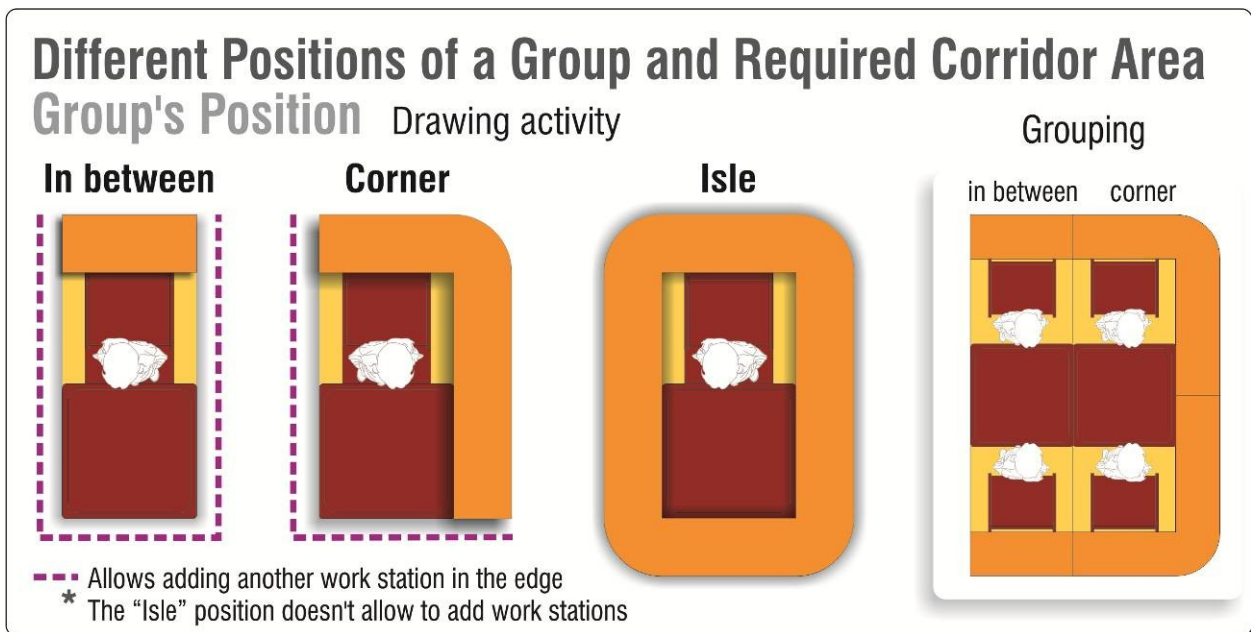 Different Positions of a Group and Required Corridor Area
Group's Position Drawing activity
Grouping
In between
Corner
Isle
in between corner
Allows adding another work station in the edge
* The “Isle” position doesn't allow to add work stations